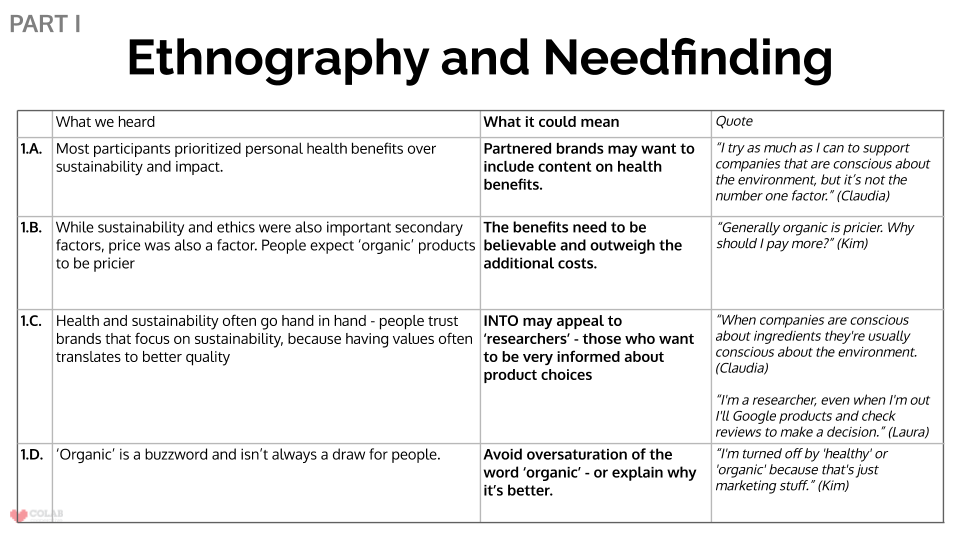 PART I
Ethnography and Needfinding
What we heard
What it could mean
Quote
1.A.
Most participants prioritized personal health benefits over
sustainability and impact.
Partnered brands may want to
include content on health
benefits.
“I try as much as I can to support
companies that are conscious about
the environment, but it’s not the
number one factor.” (Claudia)
1.B.
While sustainability and ethics were also important secondary
factors, price was also a factor. People expect ‘organic’ products
to be pricier
The benefits need to be
believable and outweigh the
additional costs.
“Generally organic is pricier. Why
should I pay more?” (Kim)
1.C.
Health and sustainability often go hand in hand - people trust
brands that focus on sustainability, because having values often
translates to better quality
INTO may appeal to
‘researchers’ - those who want
to be very informed about
product choices
“When companies are conscious
about ingredients they're usually
conscious about the environment.
(Claudia)
“I'm a researcher, even when I'm out
I'll Google products and check
reviews to make a decision.” (Laura)
1.D.
‘Organic’ is a buzzword and isn’t always a draw for people.
Avoid oversaturation of the
word ‘organic’ - or explain why
it’s better.
“I'm turned off by 'healthy' or
'organic' because that's just
marketing stuff.” (Kim)
COLAB